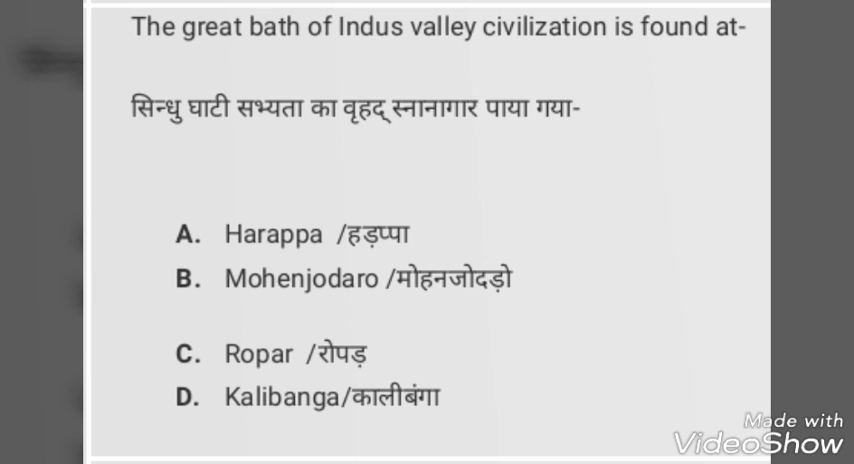 The great bath of Indus valley civilization is found at-
सिन्धु घाटी सभ्यता का वृहद् स्नानागार पाया गया-
A. Harappa /हड़प्पा
B. Mohenjodaro /मोहनजोदड़ो
C. Ropar /रोपड़
D. Kalibanga/कालीबंगा
Made with
VideoShow